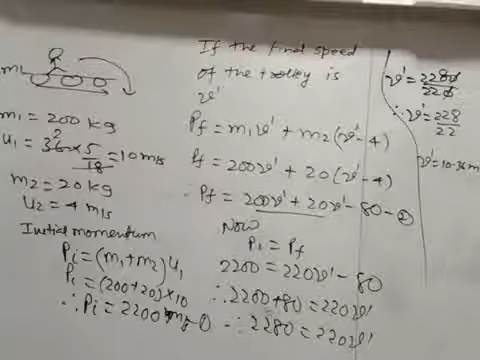 m1
m1 = 200 kg
u1 = 36 × 5/18 = 10 m/s
2
m2 = 20 kg
u2 = 4 m/s
Initial momentum
Pi = (m1 + m2) u1
Pi = (200 + 20) × 10
∴ Pi = 2200 — ①
If the final speed
of the trolley is
v'
Pf = m1 v' + m2 (v' - 4)
Pf = 200v' + 20 (v' - 4)
∴ Pf = 200v' + 20v' - 80 — ②
Now
Pi = Pf
2200 = 220v' - 80
∴ 2200 + 80 = 220v'
∴ 2280 = 220v'
v' = 2280/220
∴ v' = 228/22
v' = 10.36 m